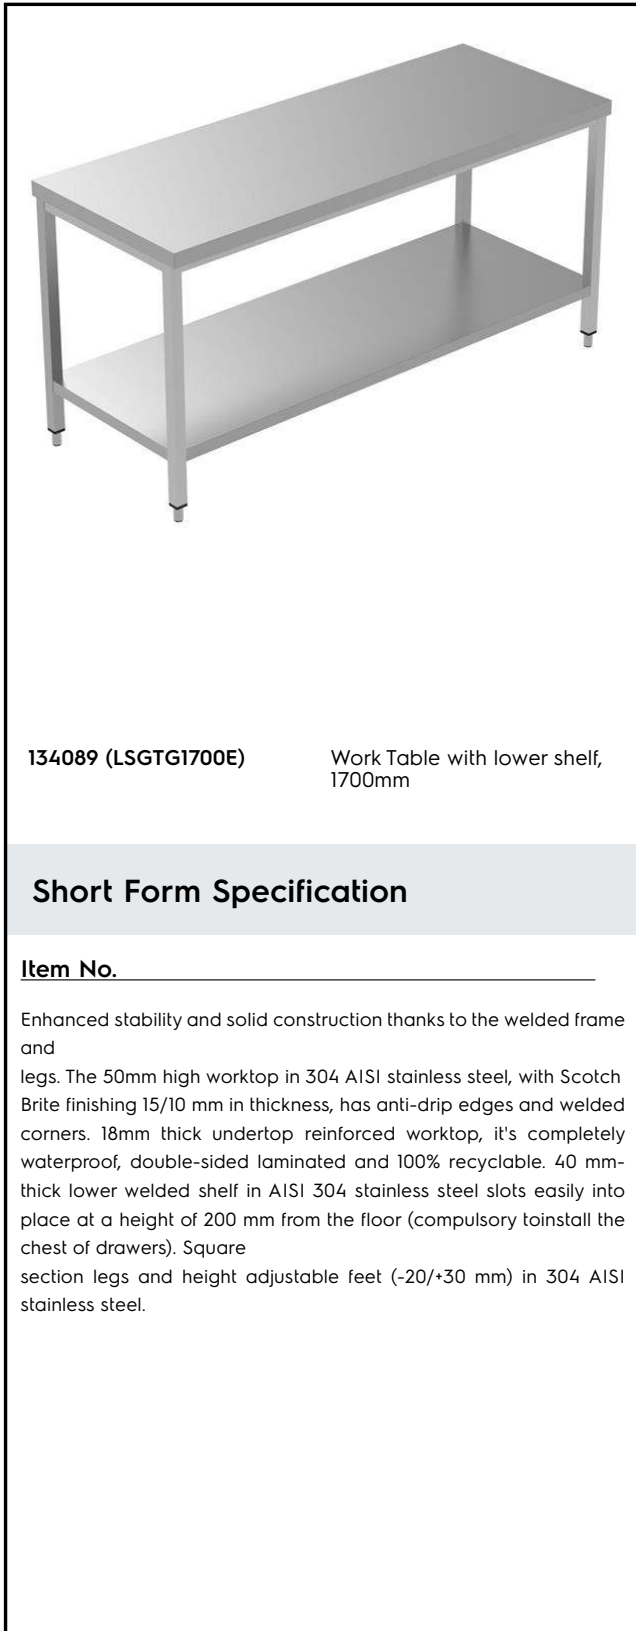 134089 (LSGTG1700E)
Work Table with lower shelf,
1700mm
Short Form Specification
Item No.
Enhanced stability and solid construction thanks to the welded frame
and
legs. The 50mm high worktop in 304 AISI stainless steel, with Scotch
Brite finishing 15/10 mm in thickness, has anti-drip edges and welded
corners. 18mm thick undertop reinforced worktop, it's completely
waterproof, double-sided laminated and 100% recyclable. 40 mm-
thick lower welded shelf in AISI 304 stainless steel slots easily into
place at a height of 200 mm from the floor (compulsory toinstall the
chest of drawers). Square
section legs and height adjustable feet (-20/+30 mm) in 304 AISI
stainless steel.